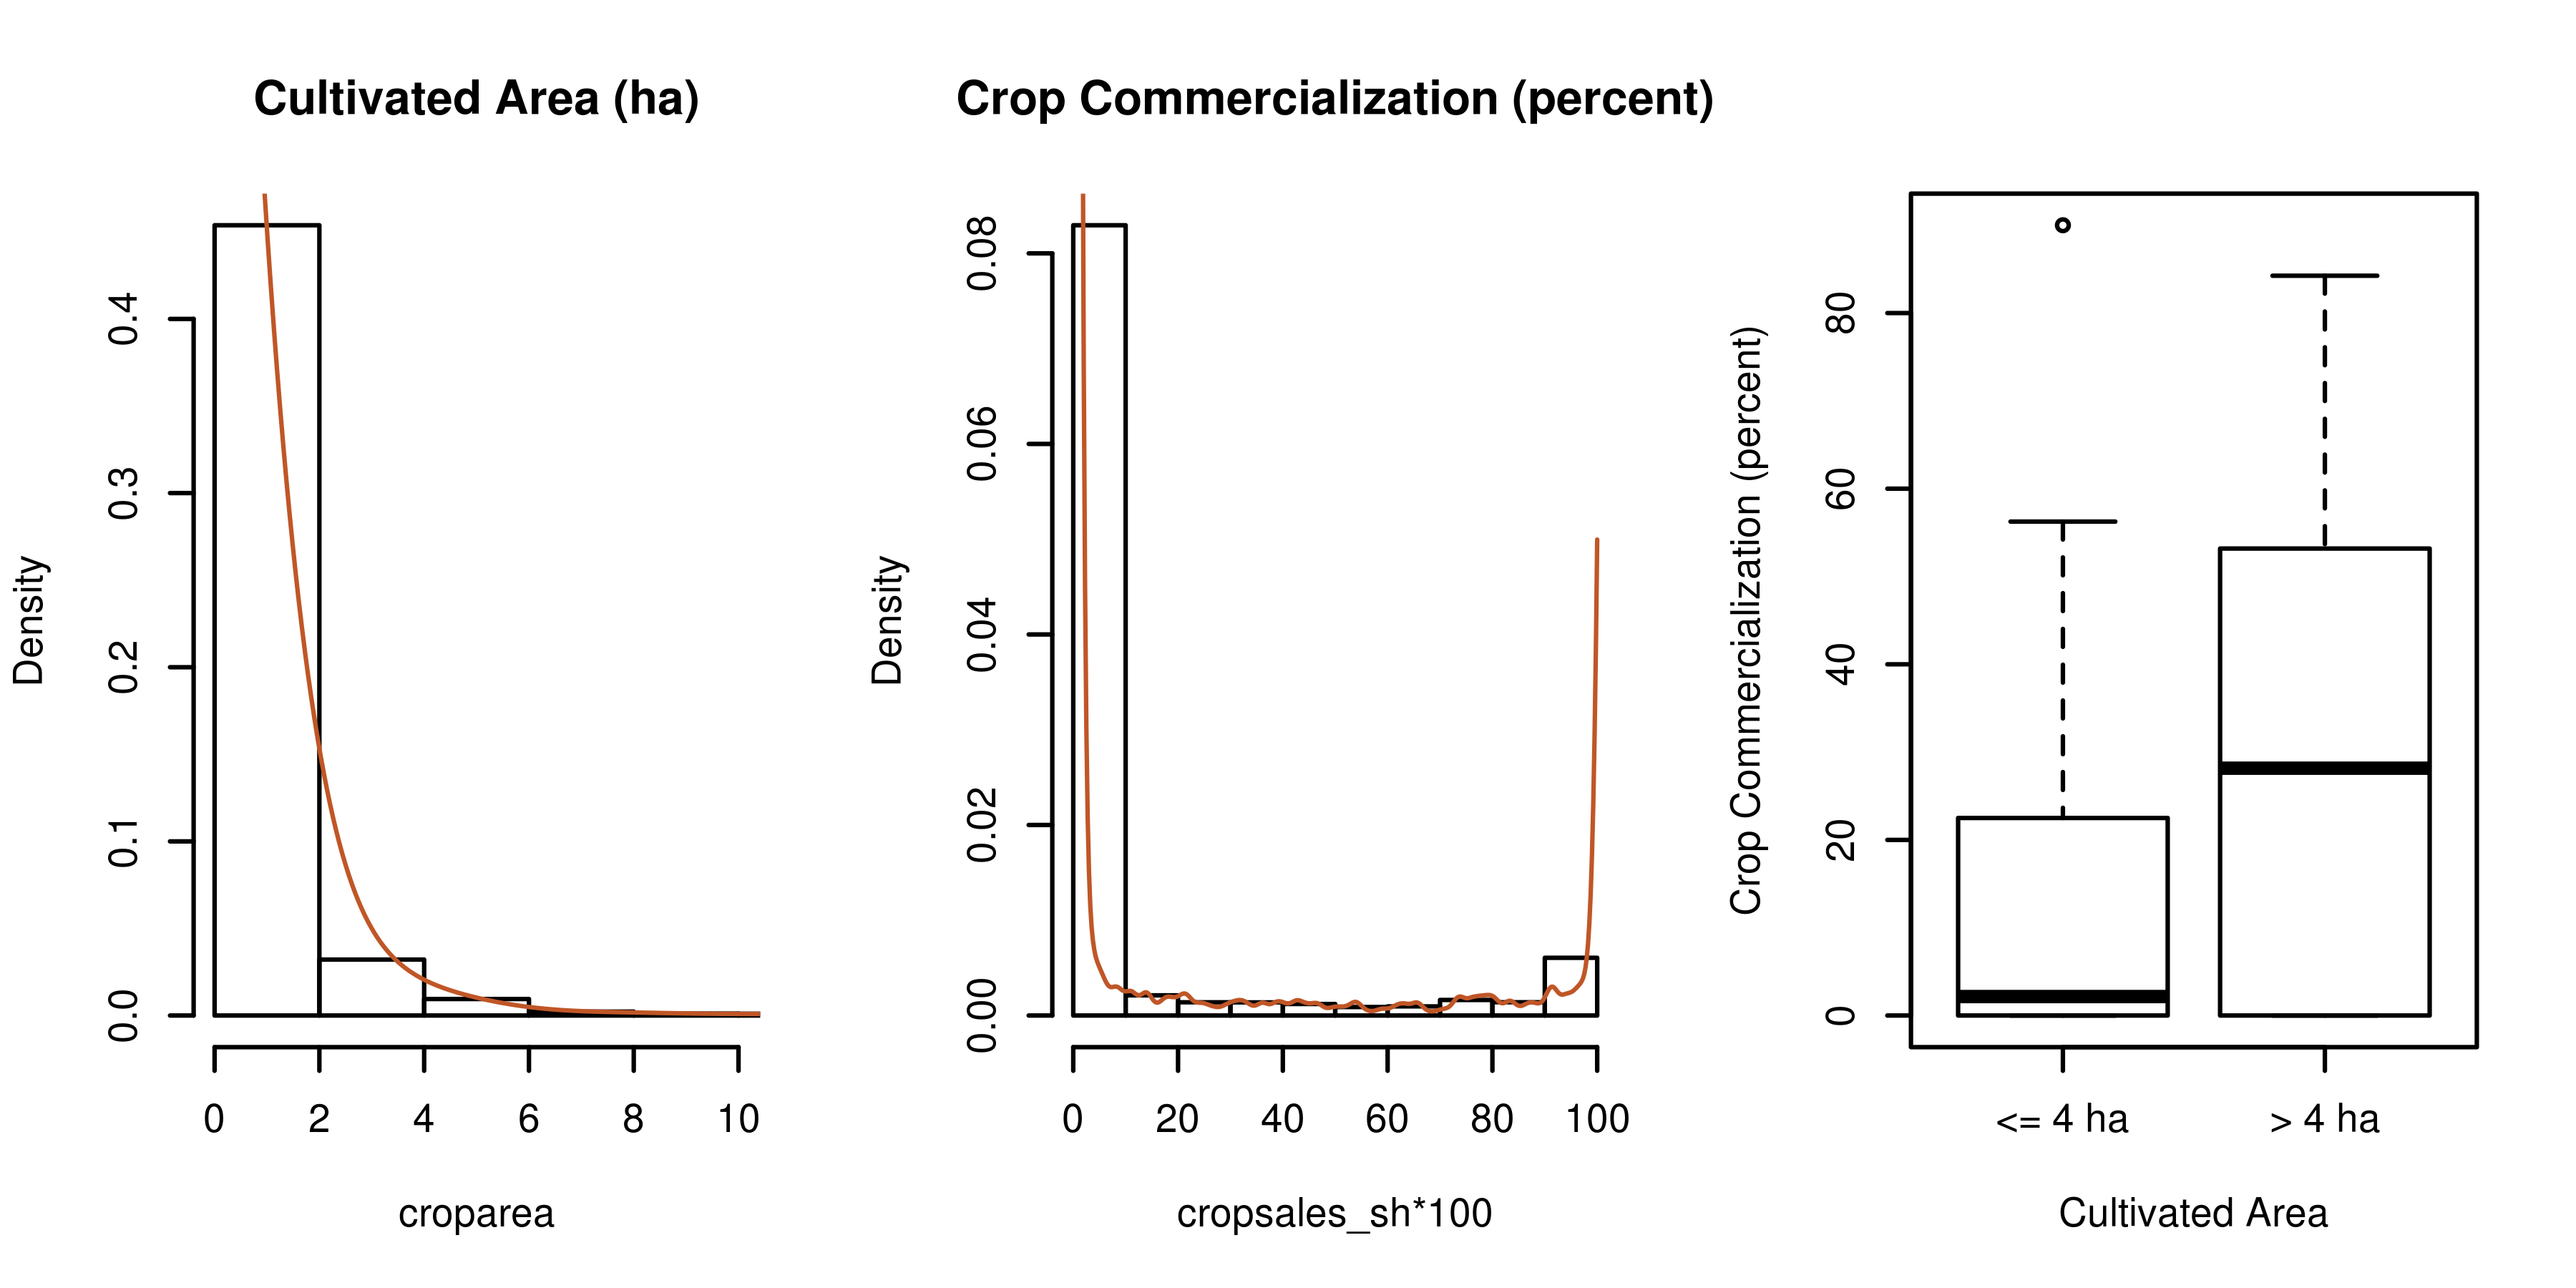 Cultivated Area (ha)
Density
0.0
0.1
0.2
0.3
0.4
0 2 4 6 8 10
croparea
Crop Commercialization (percent)
Density
0.00
0.02
0.04
0.06
0.08
0 20 40 60 80 100
cropsales_sh*100
Crop Commercialization (percent)
0
20
40
60
80
<= 4 ha > 4 ha
Cultivated Area